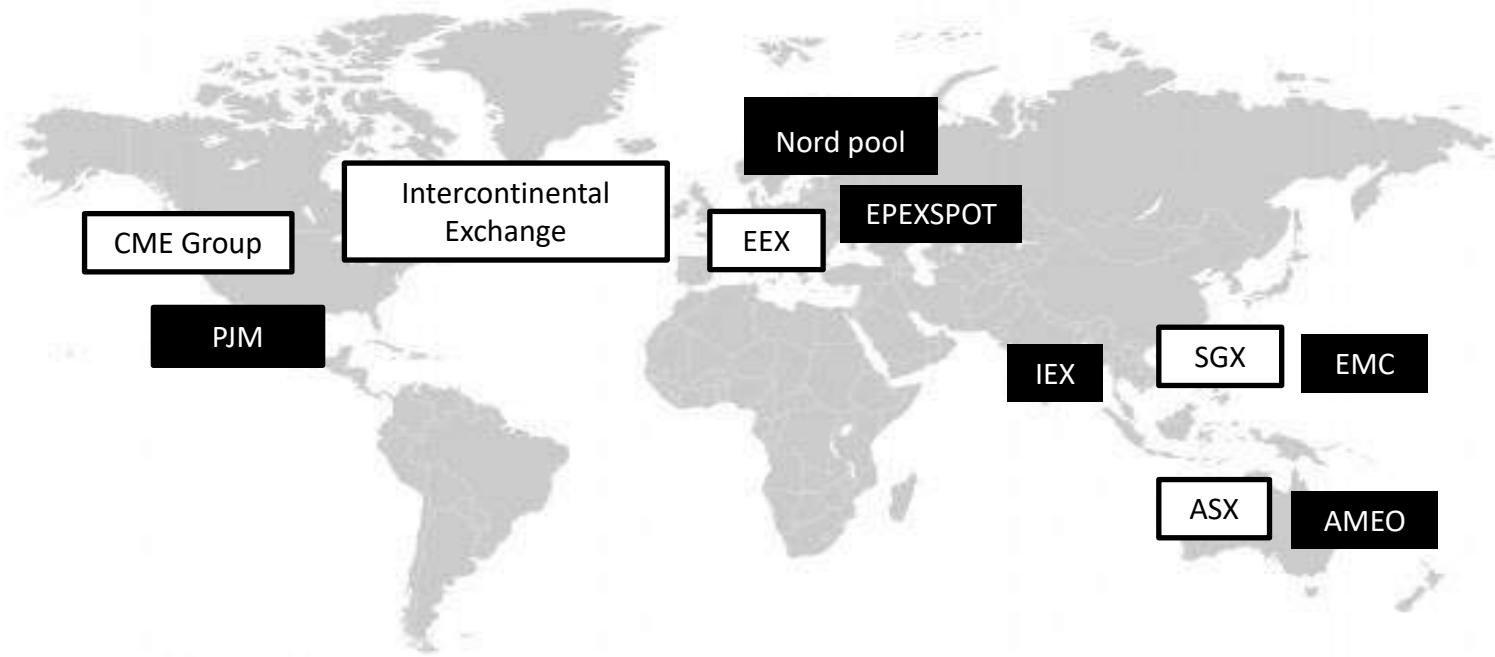 Nord pool
Intercontinental
Exchange
EPEXSPOT
CME Group
EEX
PJM
SGX
EMC
IEX
ASX
AMEO